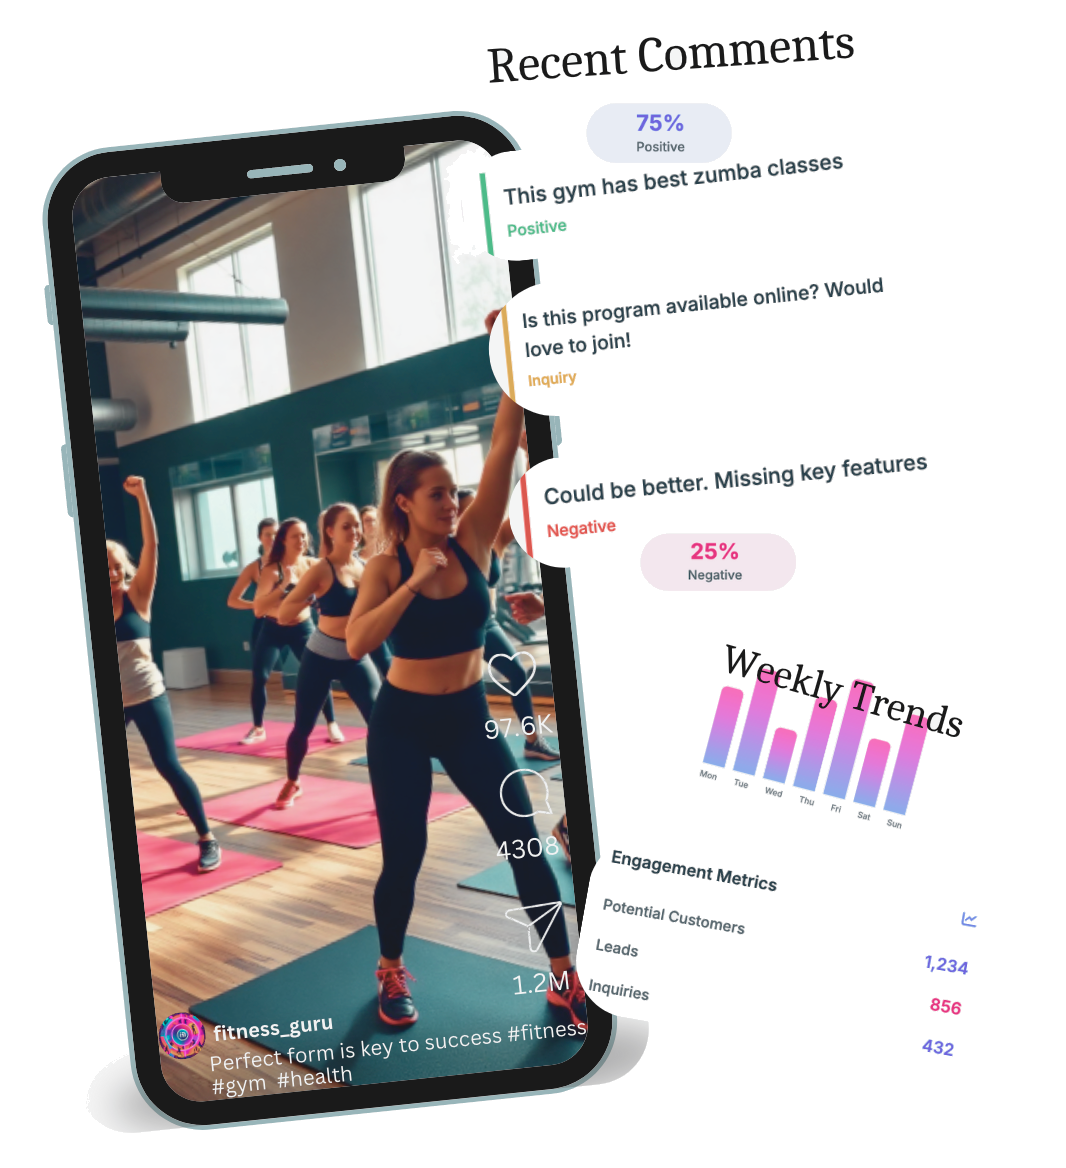 Recent Comments
75%
Positive
This gym has best zumba classes
Positive
Is this program available online? Would
love to join!
Inquiry
Could be better. Missing key features
Negative
25%
Negative
97.6K
4308
1.2M
fitness_guru
Perfect form is key to success #fitness
#gym #health
Weekly Trends
Mon Tue Wed Thu Fri Sat Sun
Engagement Metrics
Potential Customers 1,234
Leads 856
Inquiries 432